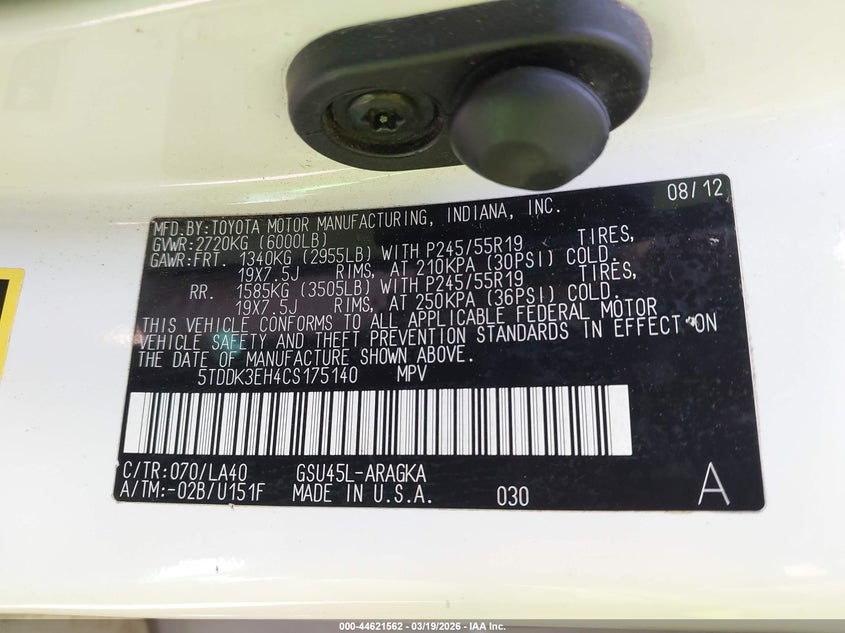 08/12
MFD.BY:TOYOTA MOTOR MANUFACTURING, INDIANA, INC.
GVWR:2720KG (6000LB)
GAWR:FRT. 1340KG (2955LB) WITH P245/55R19 TIRES,
19X7.5J RIMS, AT 210KPA (30PSI) COLD.
RR. 1585KG (3505LB) WITH P245/55R19 TIRES,
19X7.5J RIMS, AT 250KPA (36PSI) COLD.
THIS VEHICLE CONFORMS TO ALL APPLICABLE FEDERAL MOTOR
VEHICLE SAFETY AND THEFT PREVENTION STANDARDS IN EFFECT ON
THE DATE OF MANUFACTURE SHOWN ABOVE.
5TDDK3EH4CS175140 MPV
C/TR:070/LA40 GSU45L-ARAGKA
A/TM:-02B/U151F MADE IN U.S.A. 030 A
000-44621562 — 03/19/2026 — IAA Inc.